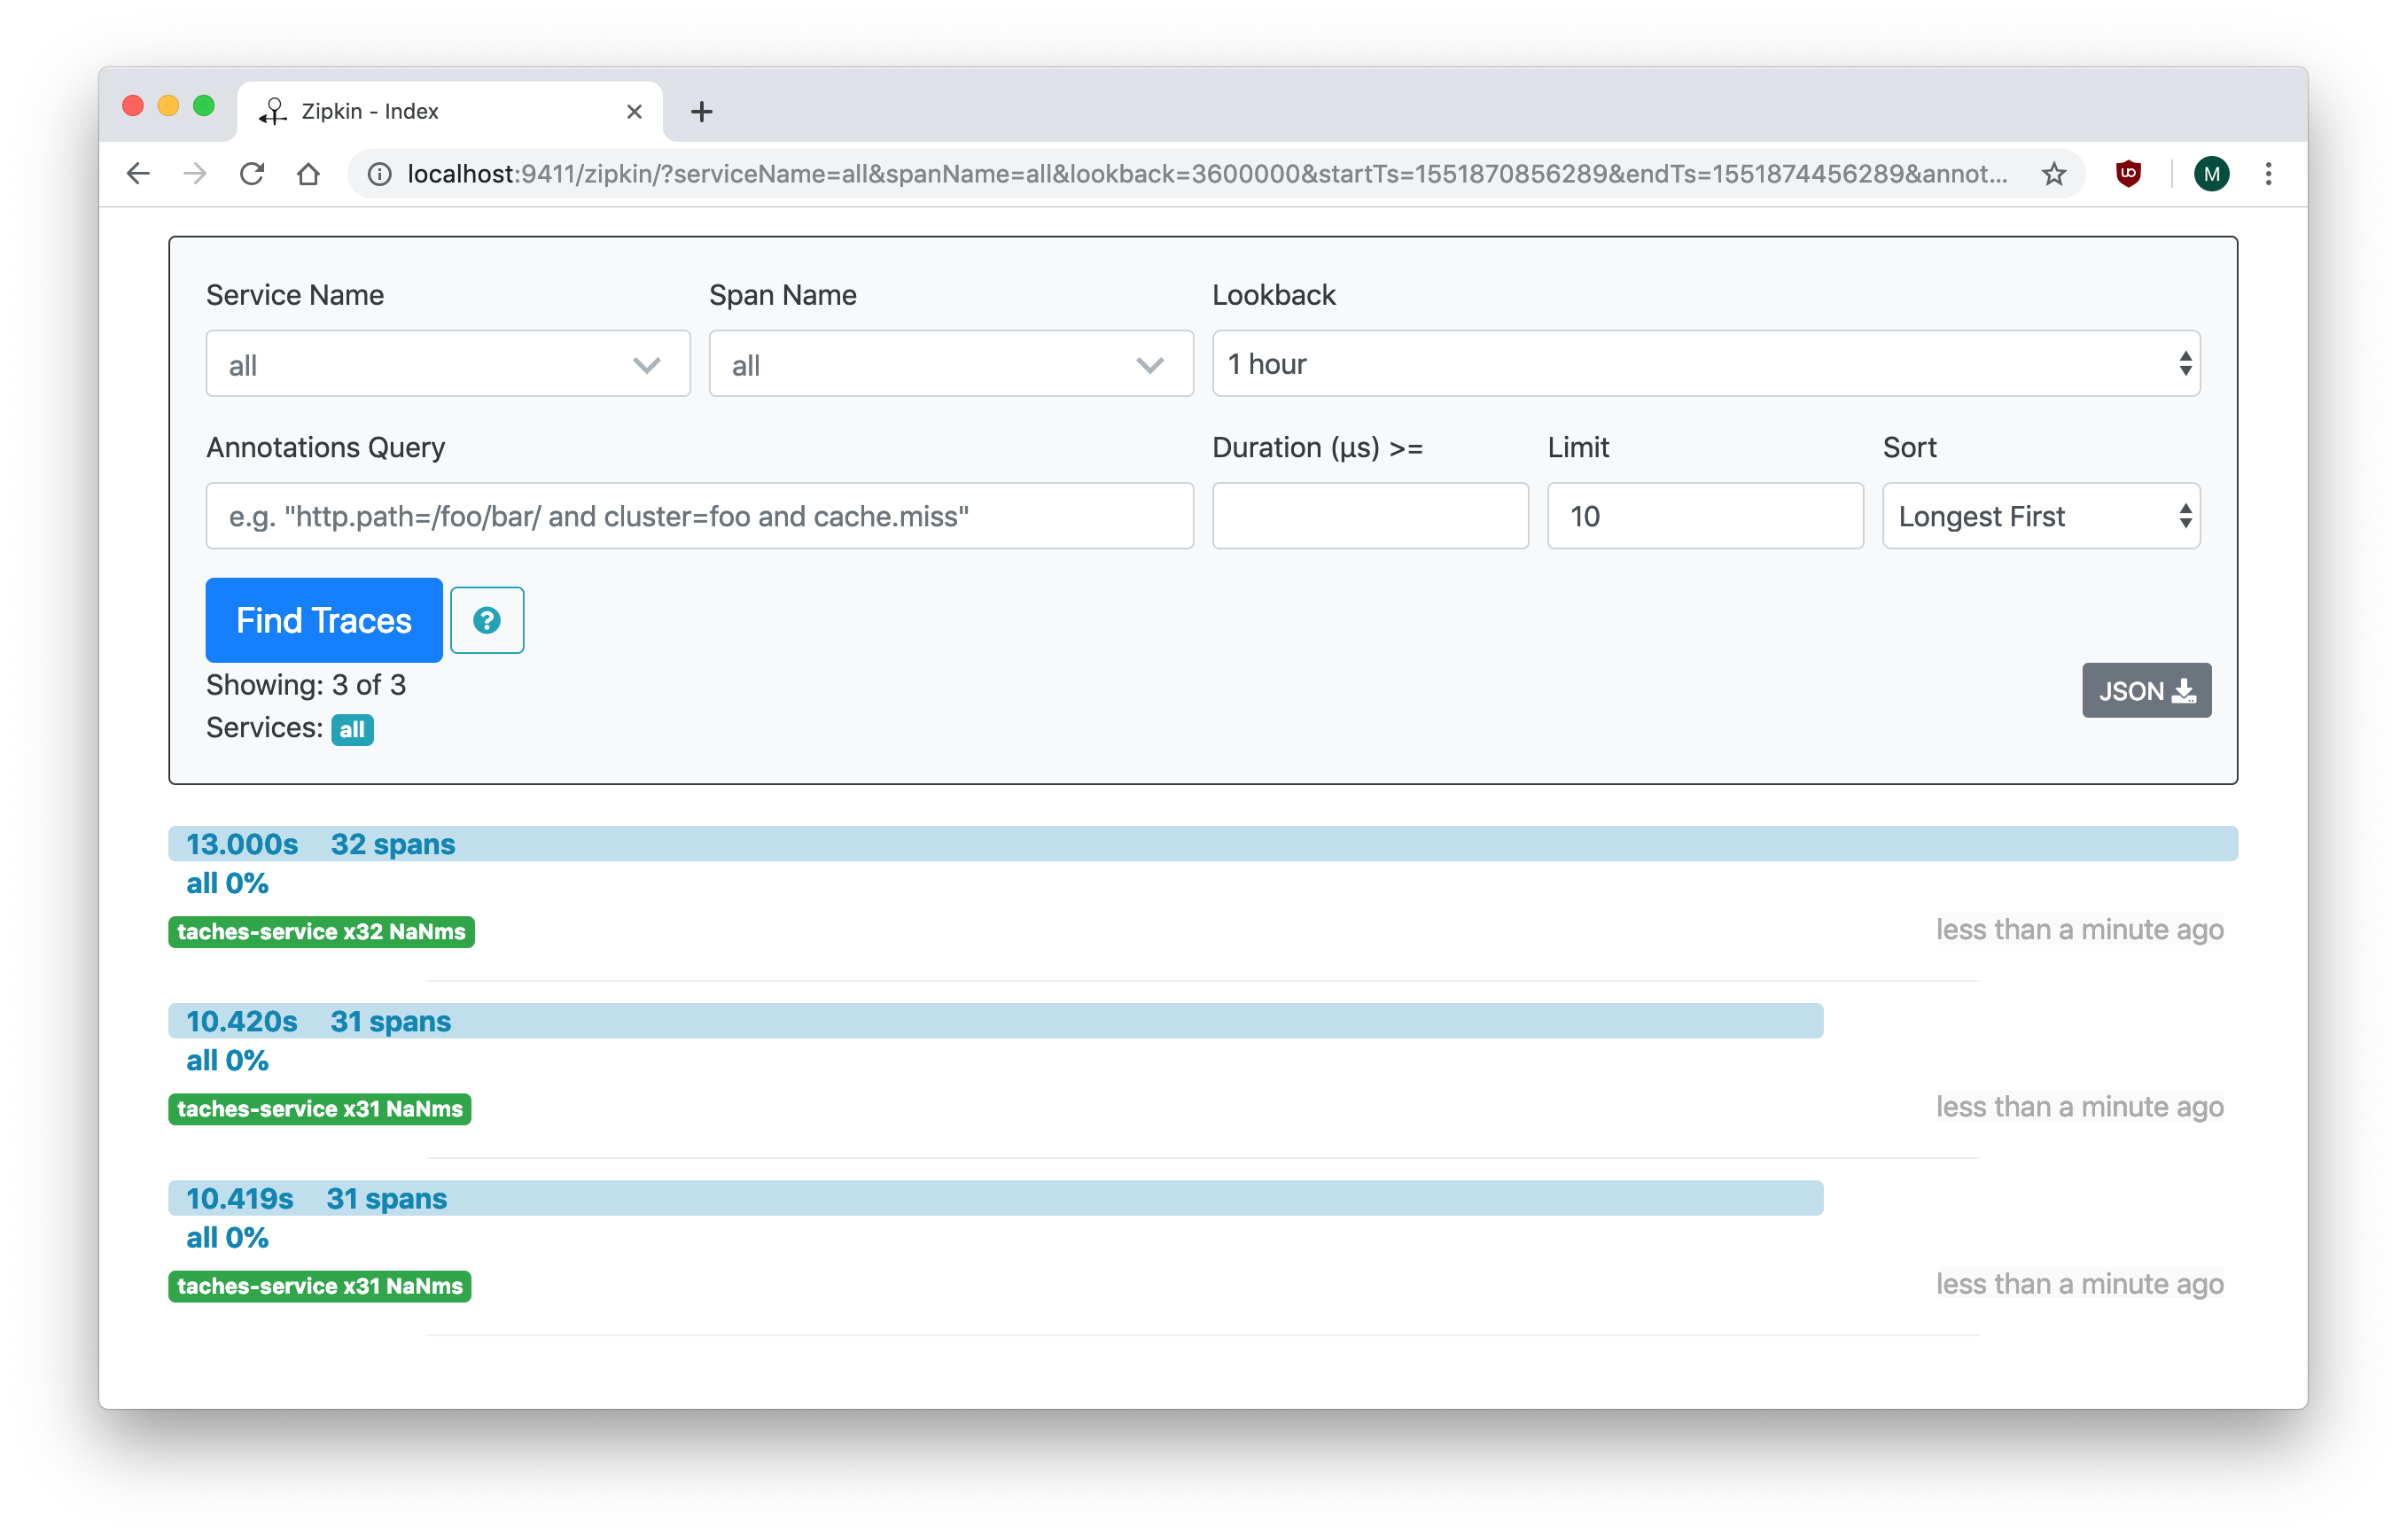 Zipkin - Index
localhost:9411/zipkin/?serviceName=all&spanName=all&lookback=3600000&startTs=1551870856289&endTs=1551874456289&annot...
M
Service Name Span Name Lookback
all all 1 hour
Annotations Query Duration (µs) >= Limit Sort
e.g. "http.path=/foo/bar/ and cluster=foo and cache.miss" 10 Longest First
Find Traces ?
Showing: 3 of 3
JSON
Services: all
13.000s 32 spans
all 0%
taches-service x32 NaNms less than a minute ago
10.420s 31 spans
all 0%
taches-service x31 NaNms less than a minute ago
10.419s 31 spans
all 0%
taches-service x31 NaNms less than a minute ago